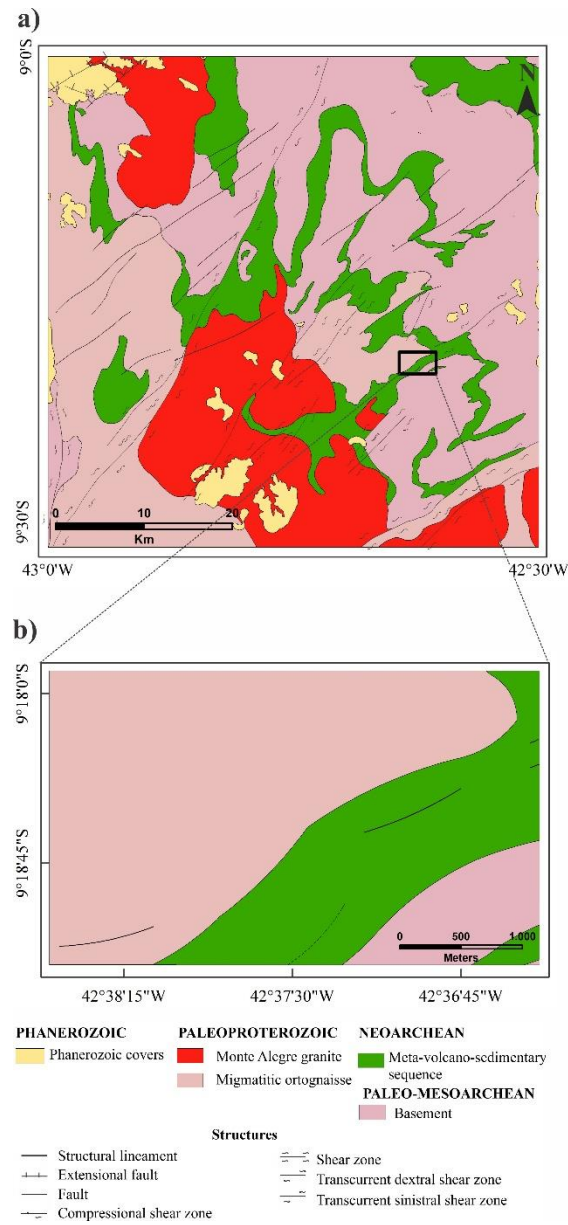 a)
9°0'S
N
9°30'S
0 10 20
Km
43°0'W 42°30'W
b)
9°18'0"S
9°18'45"S
0 500 1.000
Meters
42°38'15"W 42°37'30"W 42°36'45"W
PHANEROZOIC PALEOPROTEROZOIC NEOARCHEAN
Phanerozoic covers Monte Alegre granite Meta-volcano-sedimentary
sequence
Migmatitic ortognaisse
PALEO-MESOARCHEAN
Basement
Structures
Structural lineament Shear zone
Extensional fault Transcurrent dextral shear zone
Fault Transcurrent sinistral shear zone
Compressional shear zone